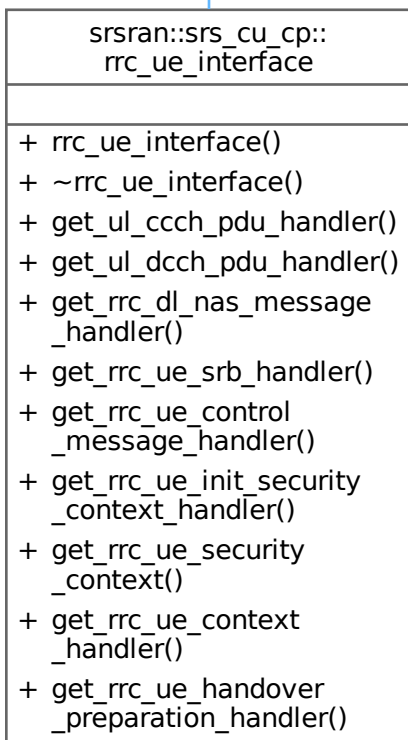 srsran::srs_cu_cp::
rrc_ue_interface
+ rrc_ue_interface()
+ ~rrc_ue_interface()
+ get_ul_ccch_pdu_handler()
+ get_ul_dcch_pdu_handler()
+ get_rrc_dl_nas_message
_handler()
+ get_rrc_ue_srb_handler()
+ get_rrc_ue_control
_message_handler()
+ get_rrc_ue_init_security
_context_handler()
+ get_rrc_ue_security
_context()
+ get_rrc_ue_context
_handler()
+ get_rrc_ue_handover
_preparation_handler()